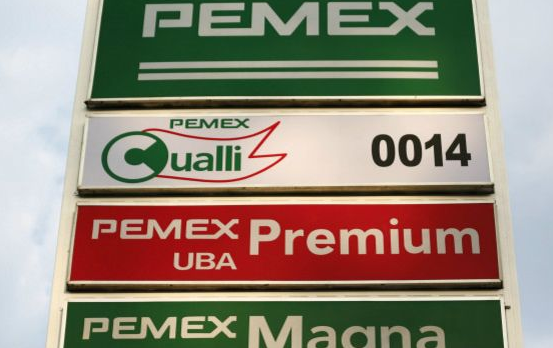 PEMEX
PEMEX
Cualli 0014
PEMEX Premium
UBA
PEMEX Magna